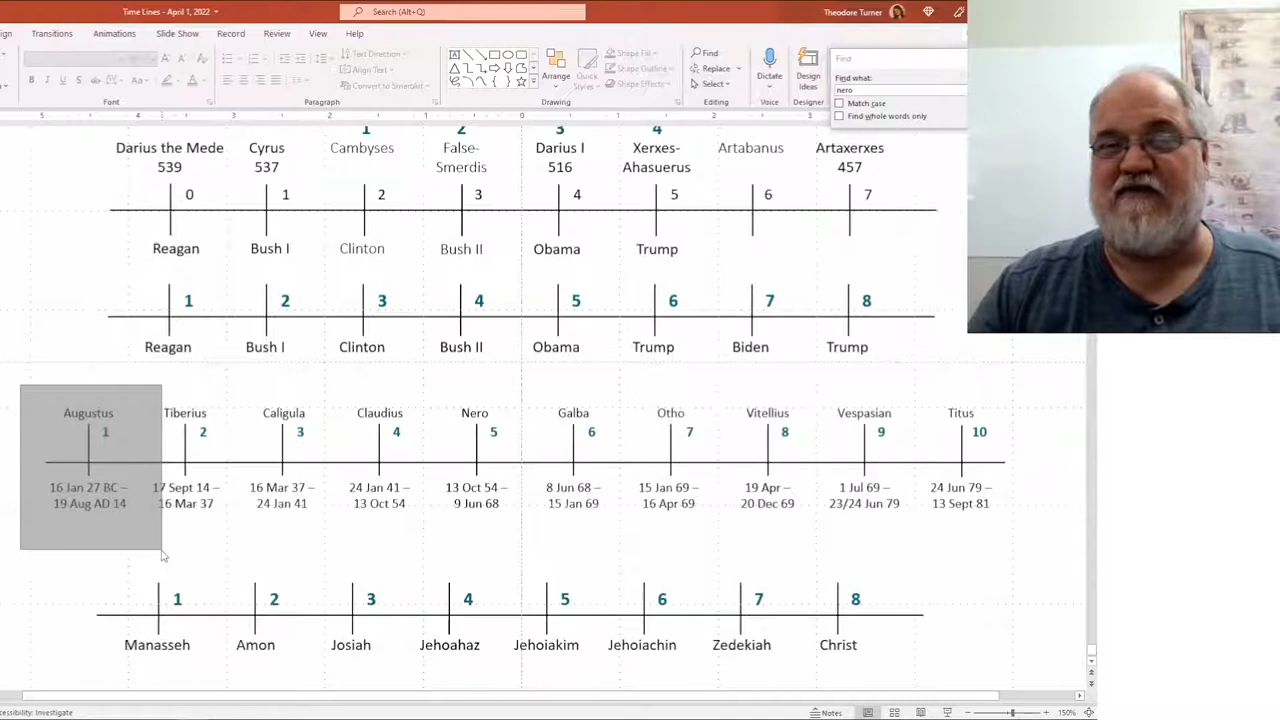 Time Lines - April 1, 2022
Search (Alt+Q)
Theodore Turner
ign Transitions Animations Slide Show Record Review View Help
Text Direction
Align Text
Convert to SmartArt
Arrange
Quick
Styles
Shape Fill
Shape Outline
Shape Effects
Find
Replace
Select
Dictate
Design
Ideas
Font Paragraph Drawing Editing Voice Designer
Find
Find what:
nero
Match case
Find whole words only
1 2 3 4
Darius the Mede Cyrus Cambyses False- Darius I Xerxes- Artabanus Artaxerxes
539 537 Smerdis 516 Ahasuerus 457
0 1 2 3 4 5 6 7
Reagan Bush I Clinton Bush II Obama Trump
1 2 3 4 5 6 7 8
Reagan Bush I Clinton Bush II Obama Trump Biden Trump
Augustus Tiberius Caligula Claudius Nero Galba Otho Vitellius Vespasian Titus
1 2 3 4 5 6 7 8 9 10
16 Jan 27 BC – 17 Sept 14 – 16 Mar 37 – 24 Jan 41 – 13 Oct 54 – 8 Jun 68 – 15 Jan 69 – 19 Apr – 1 Jul 69 – 24 Jun 79 –
19 Aug AD 14 16 Mar 37 24 Jan 41 13 Oct 54 9 Jun 68 15 Jan 69 16 Apr 69 20 Dec 69 23/24 Jun 79 13 Sept 81
1 2 3 4 5 6 7 8
Manasseh Amon Josiah Jehoahaz Jehoiakim Jehoiachin Zedekiah Christ
ccessibility: Investigate
Notes
150%